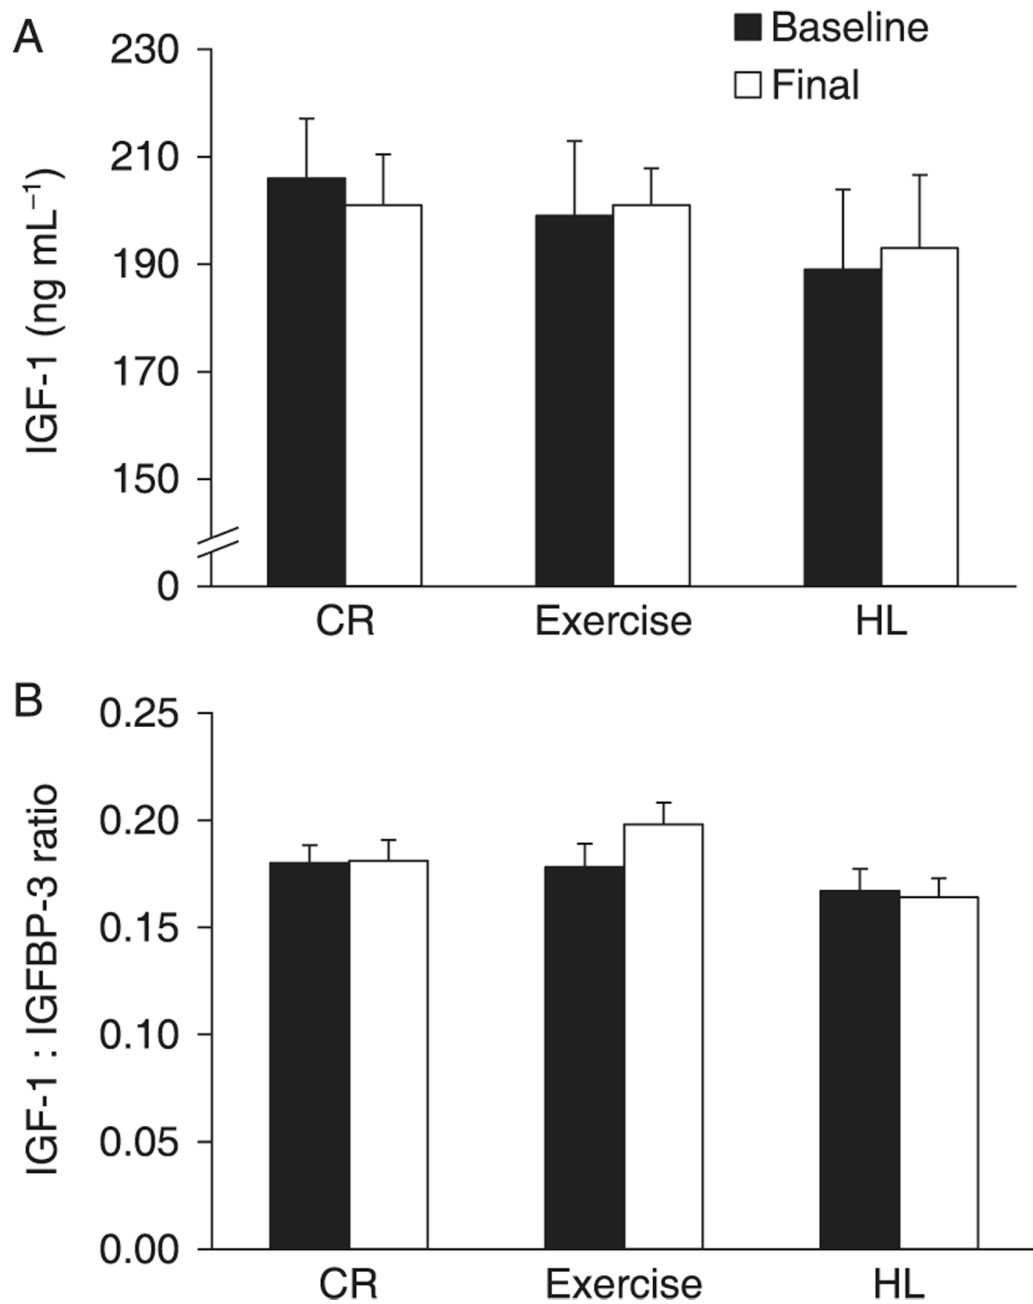 A
Baseline
Final
230
210
190
170
150
0
IGF-1 (ng mL⁻¹)
CR Exercise HL
B
0.25
0.20
0.15
0.10
0.05
0.00
IGF-1 : IGFBP-3 ratio
CR Exercise HL